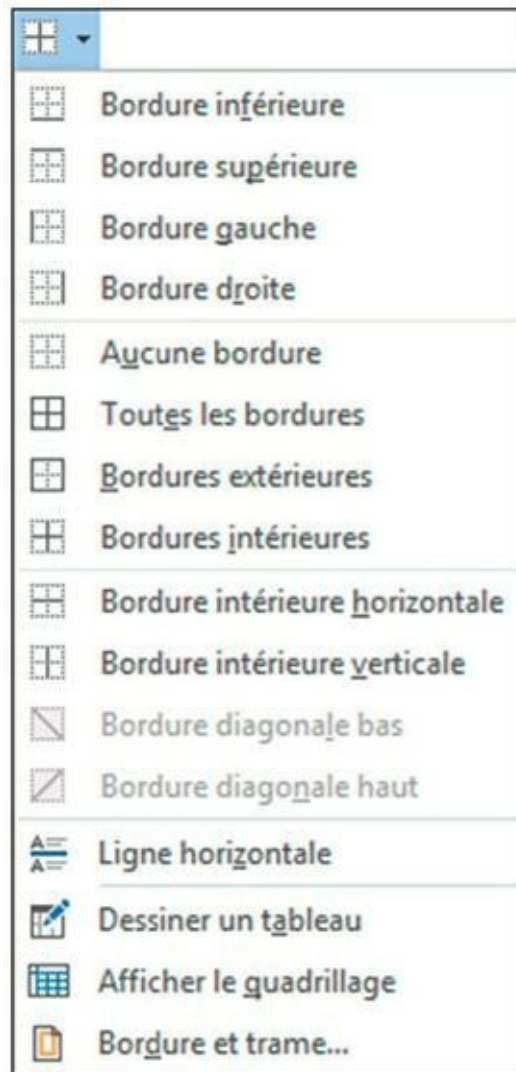 Bordure inférieure
Bordure supérieure
Bordure gauche
Bordure droite
Aucune bordure
Toutes les bordures
Bordures extérieures
Bordures intérieures
Bordure intérieure horizontale
Bordure intérieure verticale
Bordure diagonale bas
Bordure diagonale haut
Ligne horizontale
Dessiner un tableau
Afficher le quadrillage
Bordure et trame...